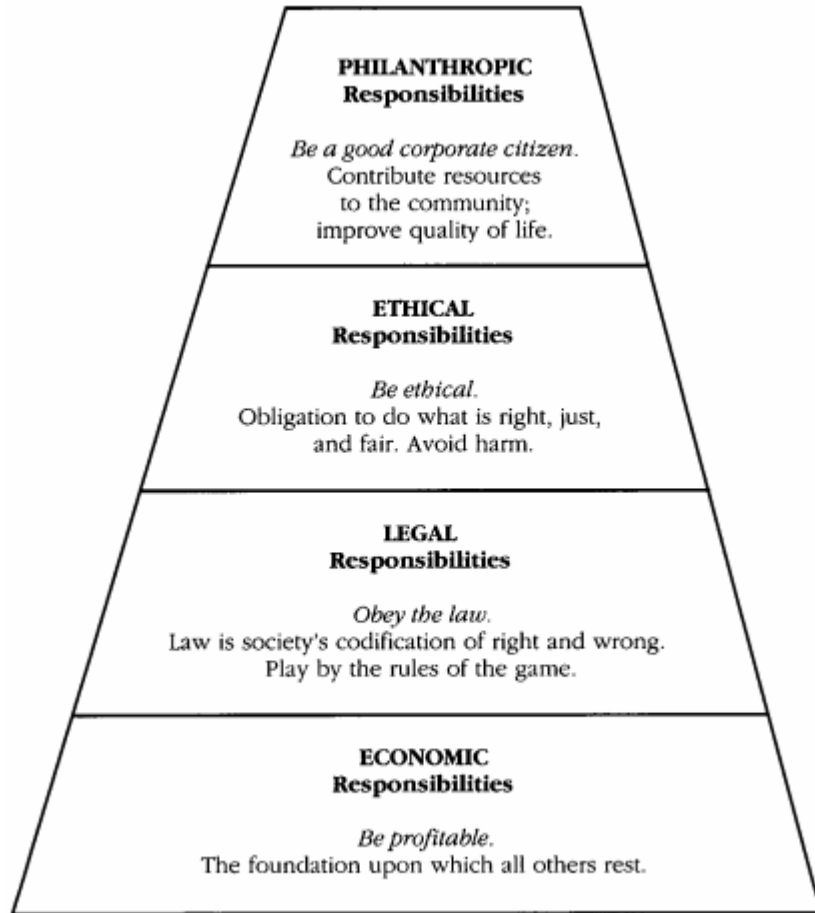 PHILANTHROPIC
Responsibilities
Be a good corporate citizen.
Contribute resources
to the community;
improve quality of life.
ETHICAL
Responsibilities
Be ethical.
Obligation to do what is right, just,
and fair. Avoid harm.
LEGAL
Responsibilities
Obey the law.
Law is society's codification of right and wrong.
Play by the rules of the game.
ECONOMIC
Responsibilities
Be profitable.
The foundation upon which all others rest.